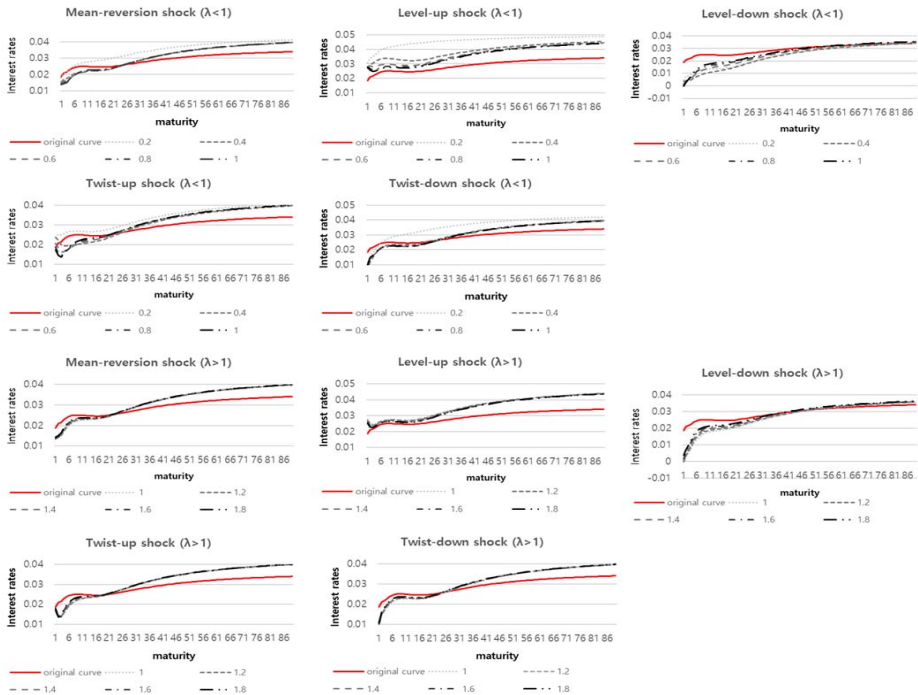 Mean-reversion shock (λ<1)
Interest rates
0.04
0.03
0.02
0.01
1 6 11 16 21 26 31 36 41 46 51 56 61 66 71 76 81 86
maturity
original curve 0.2 0.4
0.6 0.8 1
Level-up shock (λ<1)
Interest rates
0.05
0.04
0.03
0.02
0.01
1 6 11 16 21 26 31 36 41 46 51 56 61 66 71 76 81 86
maturity
original curve 0.2 0.4
0.6 0.8 1
Level-down shock (λ<1)
Interest rates
0.04
0.03
0.02
0.01
0
-0.01
1 6 11 16 21 26 31 36 41 46 51 56 61 66 71 76 81 86
maturity
original curve 0.2 0.4
0.6 0.8 1
Twist-up shock (λ<1)
Interest rates
0.04
0.03
0.02
0.01
1 6 11 16 21 26 31 36 41 46 51 56 61 66 71 76 81 86
maturity
original curve 0.2 0.4
0.6 0.8 1
Twist-down shock (λ<1)
Interest rates
0.05
0.04
0.03
0.02
0.01
1 6 11 16 21 26 31 36 41 46 51 56 61 66 71 76 81 86
maturity
original curve 0.2 0.4
0.6 0.8 1
Mean-reversion shock (λ>1)
Interest rates
0.04
0.03
0.02
0.01
1 6 11 16 21 26 31 36 41 46 51 56 61 66 71 76 81 86
maturity
original curve 1 1.2
1.4 1.6 1.8
Level-up shock (λ>1)
Interest rates
0.05
0.04
0.03
0.02
0.01
1 6 11 16 21 26 31 36 41 46 51 56 61 66 71 76 81 86
maturity
original curve 1 1.2
1.4 1.6 1.8
Level-down shock (λ>1)
Interest rates
0.04
0.03
0.02
0.01
0
-0.01
1 6 11 16 21 26 31 36 41 46 51 56 61 66 71 76 81 86
maturity
original curve 1 1.2
1.4 1.6 1.8
Twist-up shock (λ>1)
Interest rates
0.04
0.03
0.02
0.01
1 6 11 16 21 26 31 36 41 46 51 56 61 66 71 76 81 86
maturity
original curve 1 1.2
1.4 1.6 1.8
Twist-down shock (λ>1)
Interest rates
0.04
0.03
0.02
0.01
1 6 11 16 21 26 31 36 41 46 51 56 61 66 71 76 81 86
maturity
original curve 1 1.2
1.4 1.6 1.8